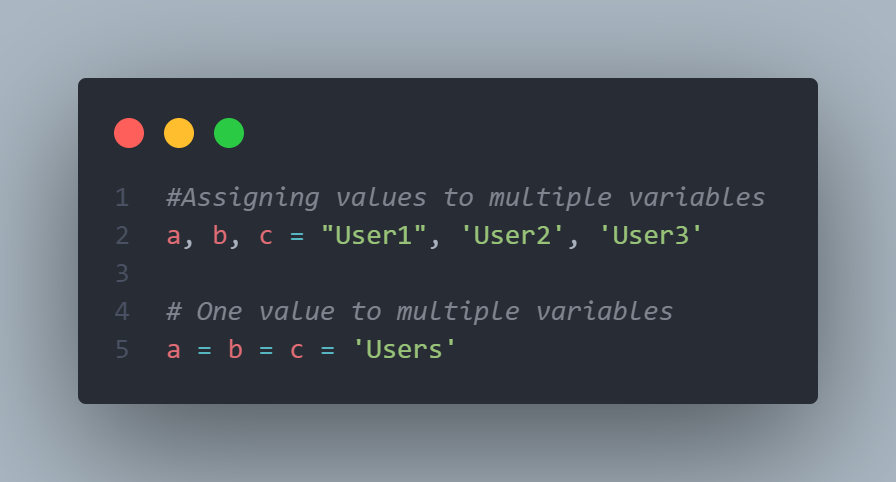 1 #Assigning values to multiple variables
2 a, b, c = "User1", 'User2', 'User3'
3
4 # One value to multiple variables
5 a = b = c = 'Users'